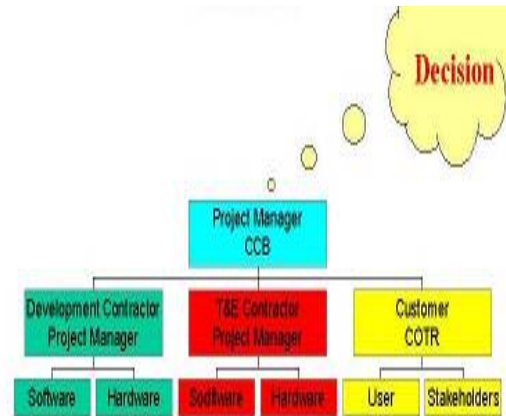 Decision
Project Manager
CCB
Development Contractor
Project Manager
T&E Contractor
Project Manager
Customer
COTR
Software
Hardware
Sodftware
Hardware
User
Stakeholders